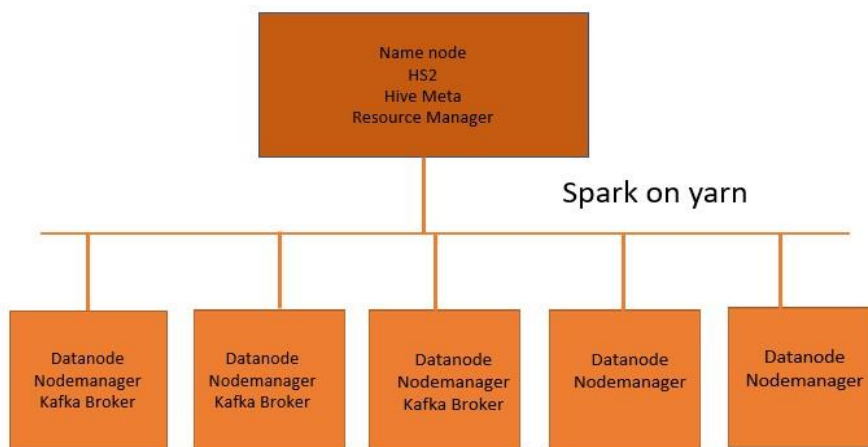 Name node
HS2
Hive Meta
Resource Manager
Spark on yarn
Datanode
Nodemanager
Kafka Broker
Datanode
Nodemanager
Kafka Broker
Datanode
Nodemanager
Kafka Broker
Datanode
Nodemanager
Datanode
Nodemanager